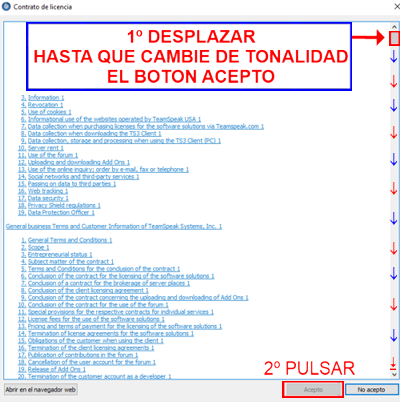 Contrato de licencia
1º DESPLAZAR
HASTA QUE CAMBIE DE TONALIDAD
EL BOTON ACEPTO
3. Information 1
4. Revocation 1
5. Use of cookies 1
6. Informational use of the websites operated by TeamSpeak USA 1
7. Data collection when purchasing licenses for the software solutions via Teamspeak.com 1
8. Data collection when downloading the TS3 Client 1
9. Data collection, storage and processing when using the TS3 Client (PC) 1
10. Server rent 1
11. Use of the forum 1
12. Uploading and downloading Add Ons 1
13. Use of the online inquiry; order by e-mail, fax or telephone 1
14. Social networks and third-party services 1
15. Passing on data to third parties 1
16. Web tracking 1
17. Data security 1
18. Privacy Shield regulations 1
19. Data Protection Officer 1
General business Terms and Customer Information of TeamSpeak Systems, Inc. 1
1. General Terms and Conditions 1
2. Scope 1
3. Entrepreneurial status 1
4. Subject matter of the contract 1
5. Terms and Conditions for the conclusion of the contract 1
6. Conclusion of the contract for the licensing of the software solutions 1
7. Conclusion of a contract for the brokerage of server places 1
8. Conclusion of the client licensing agreement 1
9. Conclusion of the contract concerning the uploading and downloading of Add Ons 1
10. Conclusion of the contract for the use of the forum 1
11. Special provisions for the respective contracts for individual services 1
12. License fees for the use of the software solutions 1
13. Pricing and terms of payment for the licensing of the software solutions 1
14. Termination of license agreements for the software solutions 1
15. Obligations of the customer when using the client 1
16. Termination of the client licensing agreements 1
17. Publication of contributions in the forum 1
18. Cancellation of the user account for the forum 1
19. Release of Add Ons 1
20. Termination of the customer account as a developer 1
2º PULSAR
Abrir en el navegador web
Acepto
No acepto